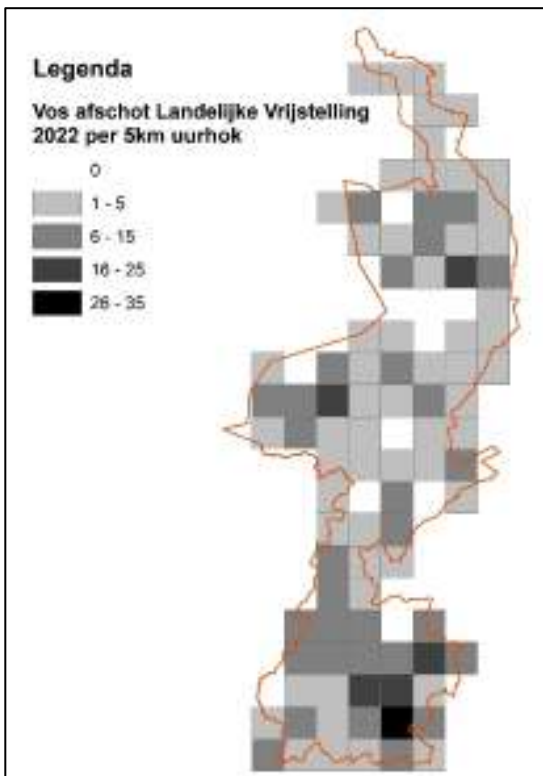 Legenda
Vos afschot Landelijke Vrijstelling
2022 per 5km uurhok
0
1 - 5
6 - 15
16 - 25
26 - 35